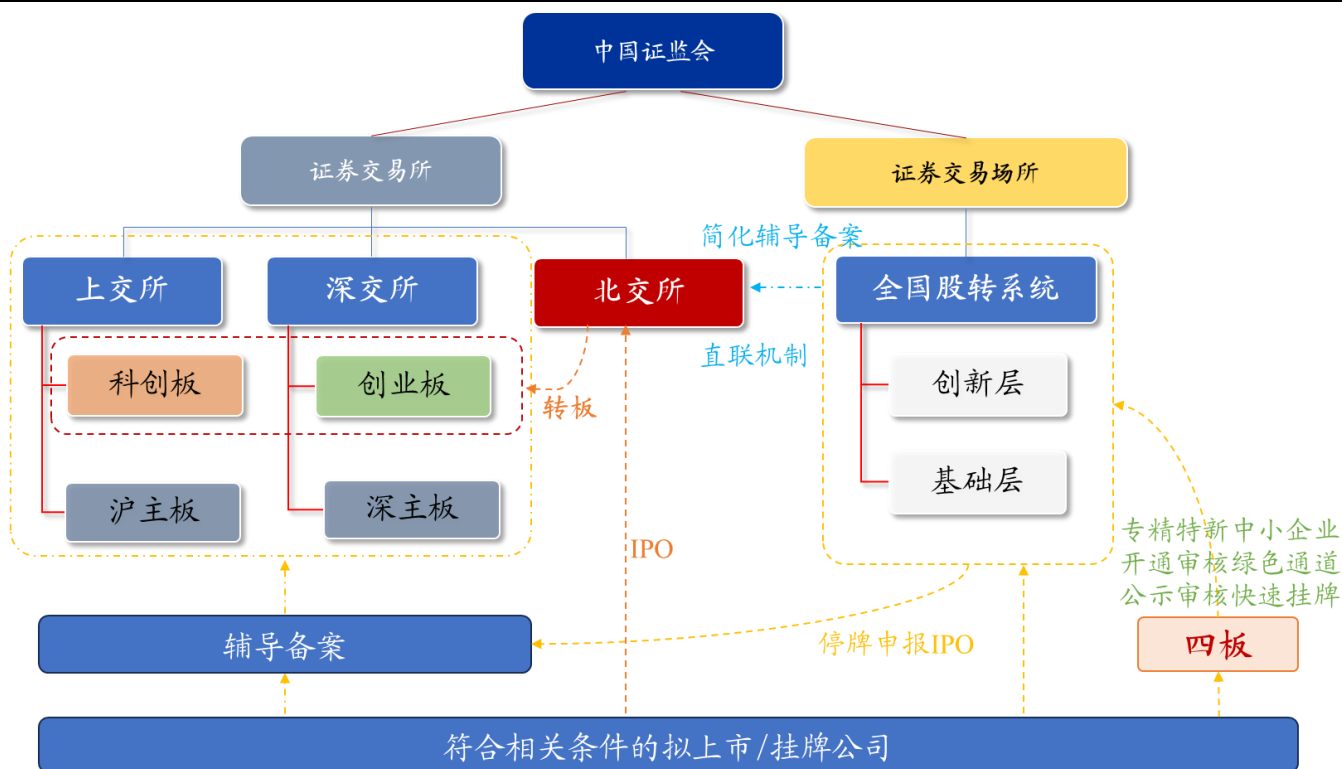 中国证监会
证券交易所
证券交易场所
简化辅导备案
上交所
深交所
北交所
全国股转系统
直联机制
科创板
创业板
转板
创新层
沪主板
深主板
基础层
IPO
专精特新中小企业
开通审核绿色通道
公示审核快速挂牌
辅导备案
停牌申报IPO
四板
符合相关条件的拟上市/挂牌公司